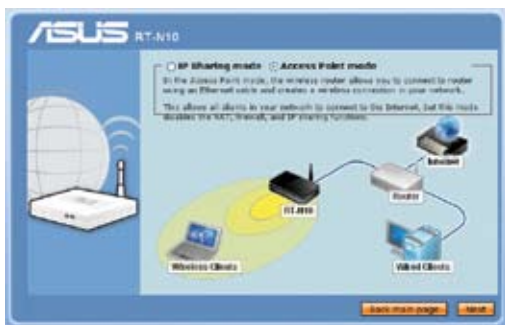 ASUS RT-N10
IP Sharing mode Access Point mode
In the Access Point mode, the wireless router allows you to connect to router
using an Ethernet cable and creates a wireless connection in your network.
This allows all clients in your network to connect to the Internet, but this mode
disables the NAT, firewall, and IP sharing functions.
Internet
Router
RT-N10
Wireless Clients
Wired Clients
Back main page
Next